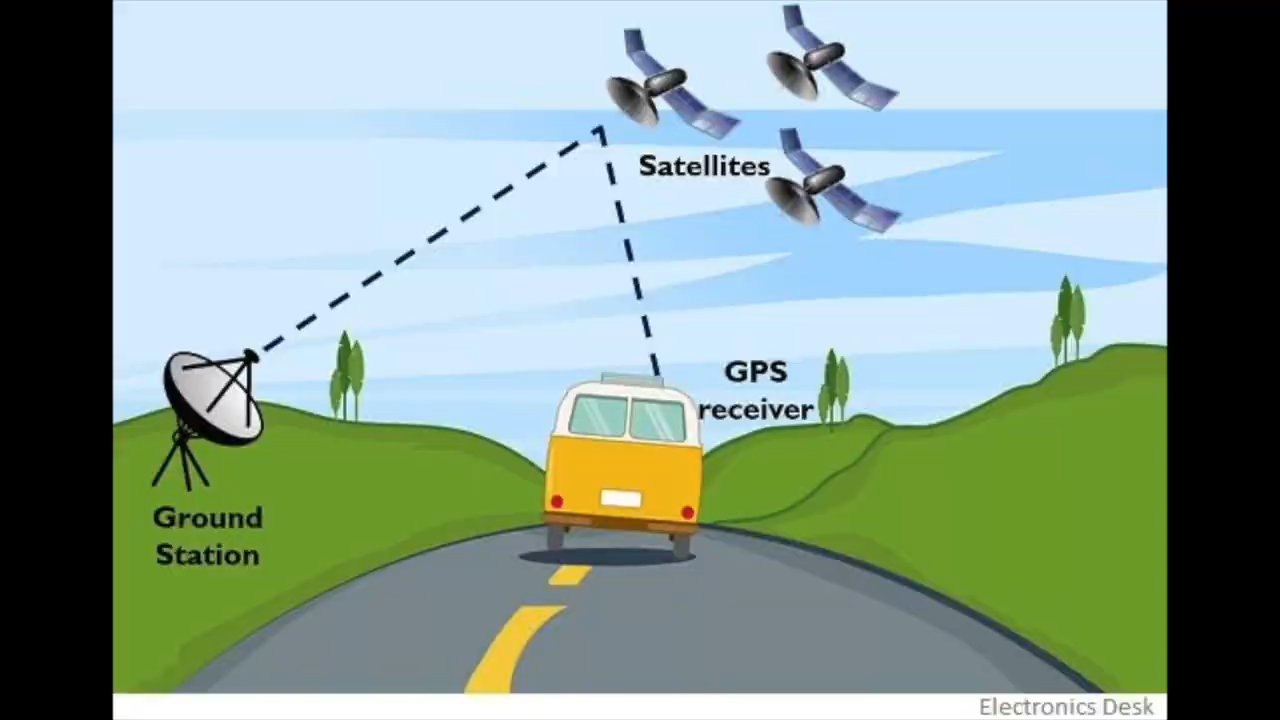 Satellites
GPS
receiver
Ground
Station
Electronics Desk